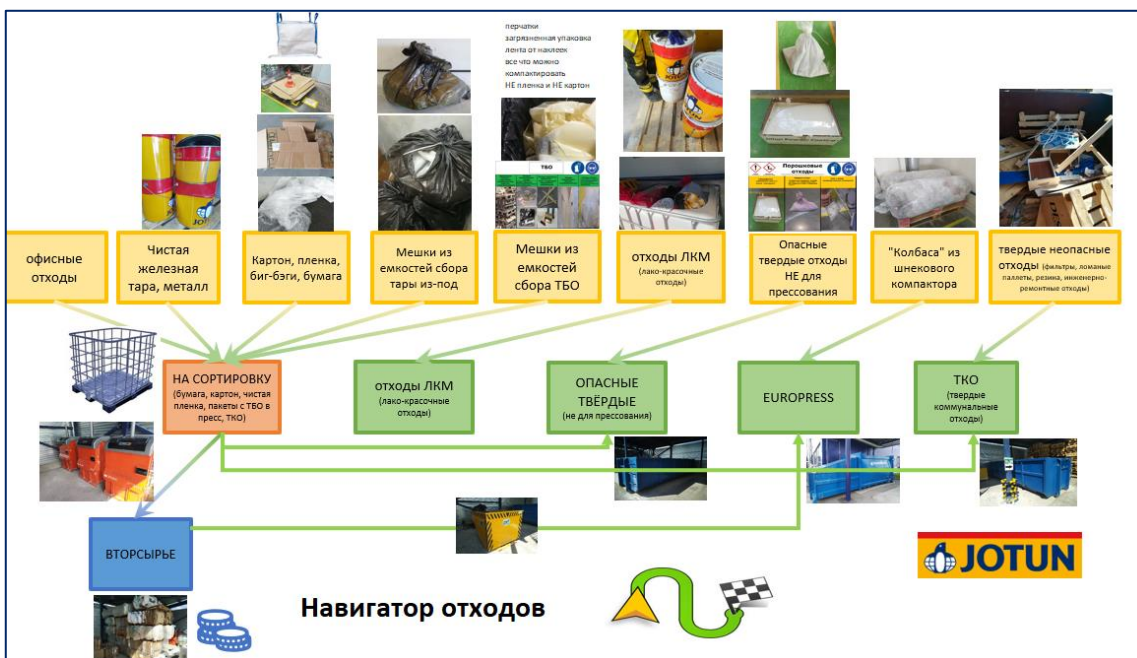 перчатки
загрязненная упаковка
лента от наклеек
все что можно
компактировать
НЕ пленка и НЕ картон
ТБО
Порошковые
отходы
JOTUN
офисные
отходы
Чистая
железная
тара, металл
Картон, пленка,
биг-бэги, бумага
Мешки из
емкостей сбора
тары из-под
Мешки из
емкостей
сбора ТБО
отходы ЛКМ
(лако-красочные
отходы)
Опасные
твердые отходы
НЕ для
прессования
"Колбаса" из
шнекового
компактора
твердые неопасные
отходы (фильтры, ломаные
паллеты, резина, инженерно-
ремонтные отходы)
НА СОРТИРОВКУ
(бумага, картон, чистая
пленка, пакеты с ТБО в
пресс, ТКО)
отходы ЛКМ
(лако-красочные
отходы)
ОПАСНЫЕ
ТВЁРДЫЕ
(не для прессования)
EUROPRESS
ТКО
(твердые
коммунальные
отходы)
ВТОРСЫРЬЕ
JOTUN
Навигатор отходов